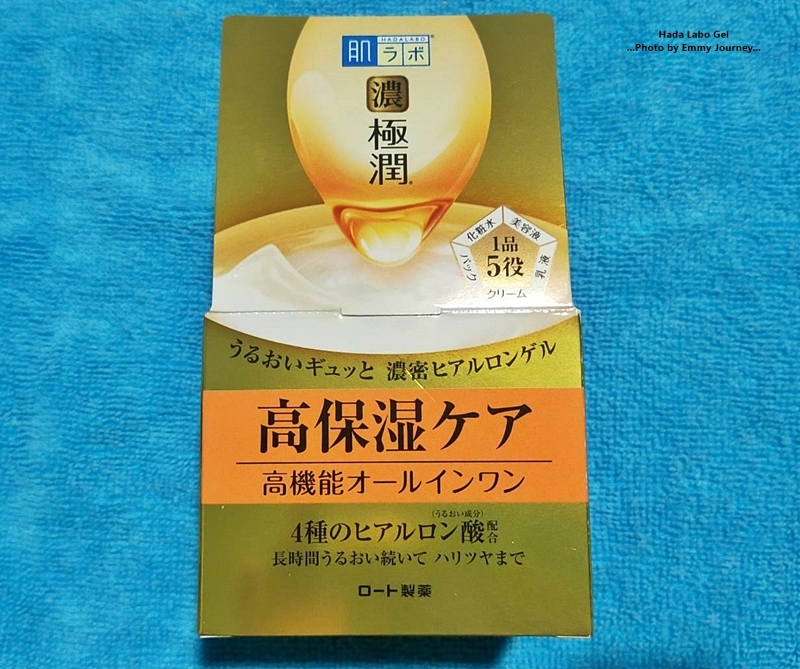 Hada Labo Gel
...Photo by Emmy Journey...
肌ラボ
HADALABO
®
濃
極
潤®
化粧水
美容液
1品
5役
パック
乳液
クリーム
うるおいギュッと 濃密ヒアルロンゲル
高保湿ケア
高機能オールインワン
(うるおい成分)
4種のヒアルロン酸配合
長時間うるおい続いて ハリツヤまで
ロート製薬